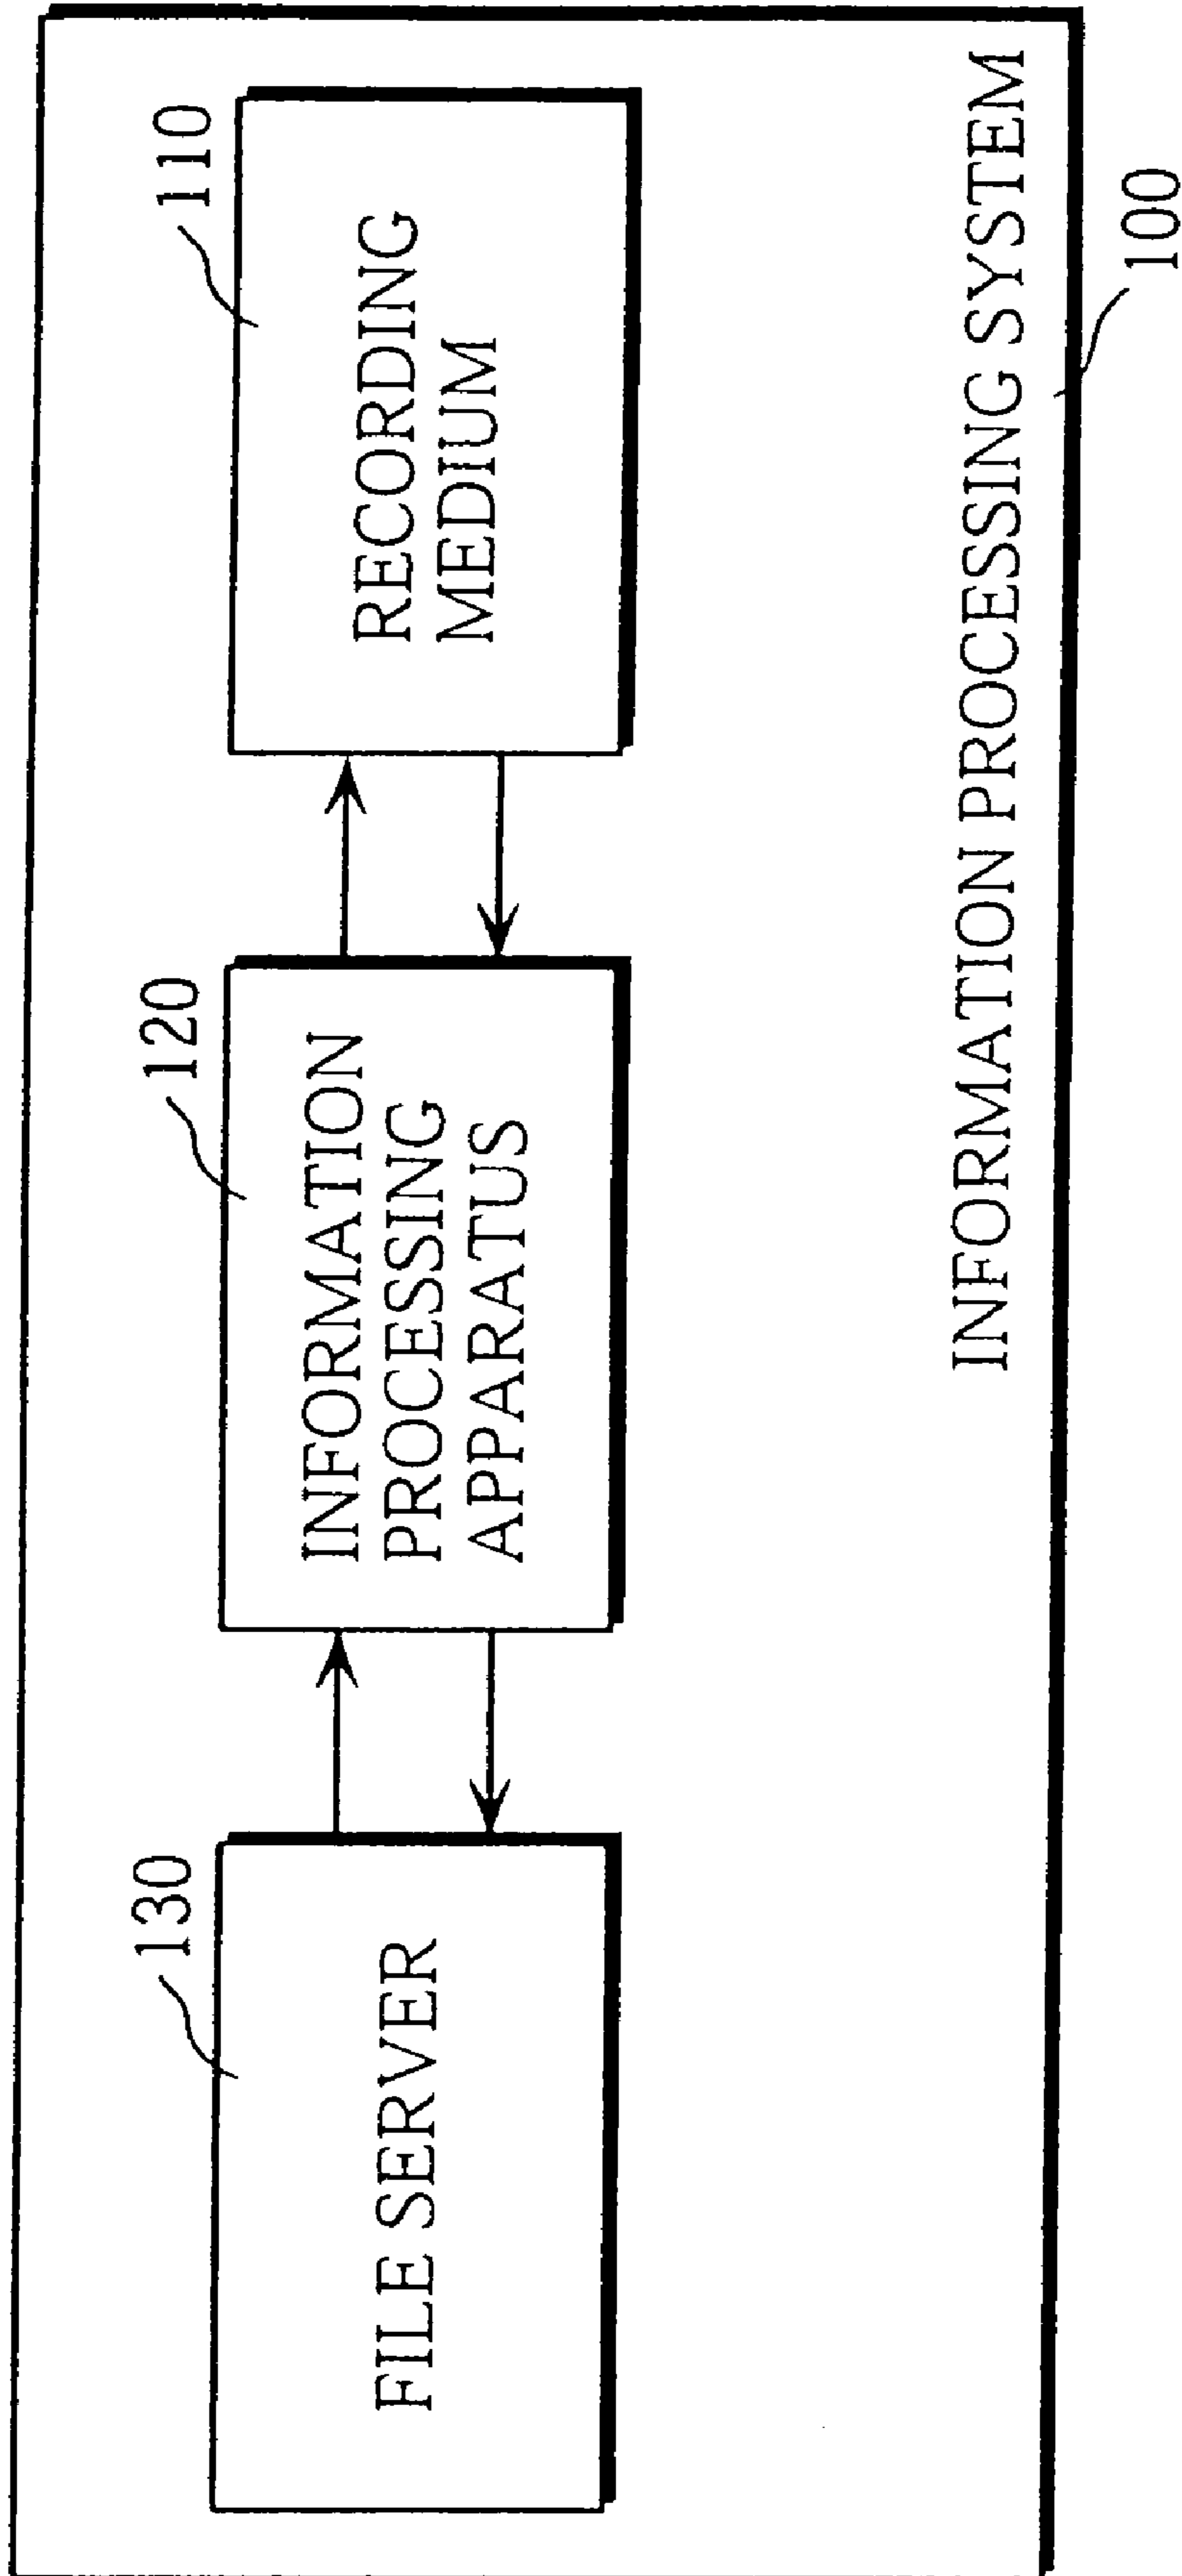 130
FILE SERVER
120
INFORMATION
PROCESSING
APPARATUS
110
RECORDING
MEDIUM
INFORMATION PROCESSING SYSTEM
100